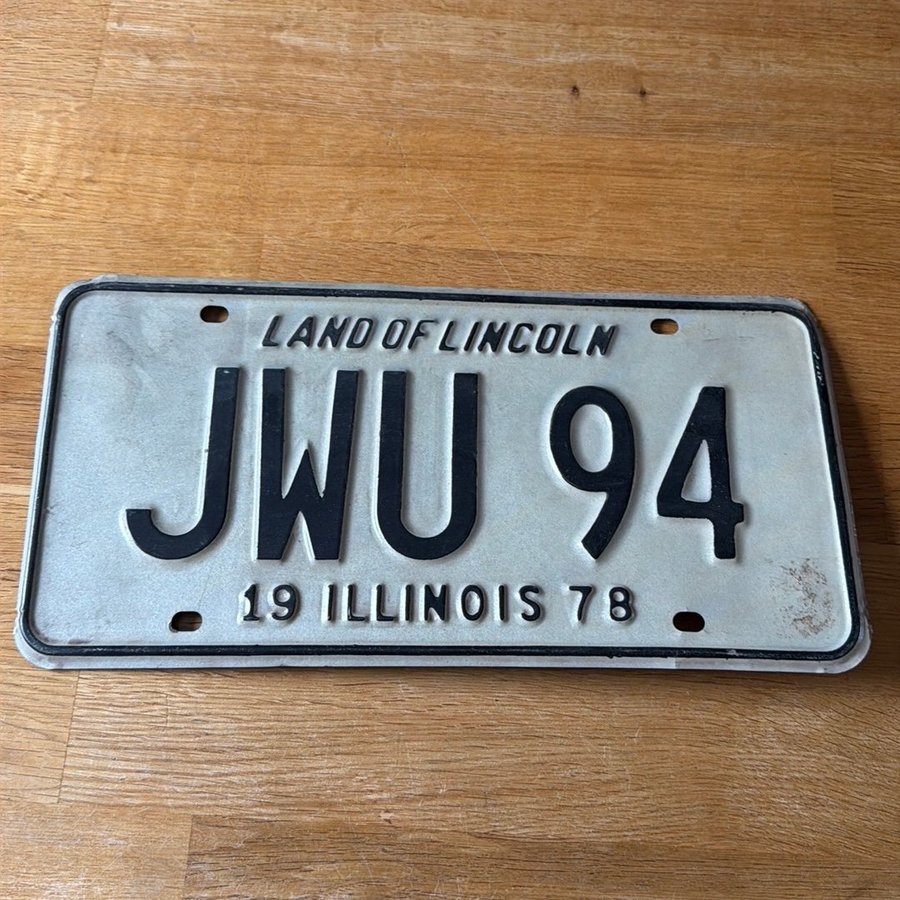 LAND OF LINCOLN
JWU 94
19 ILLINOIS 78